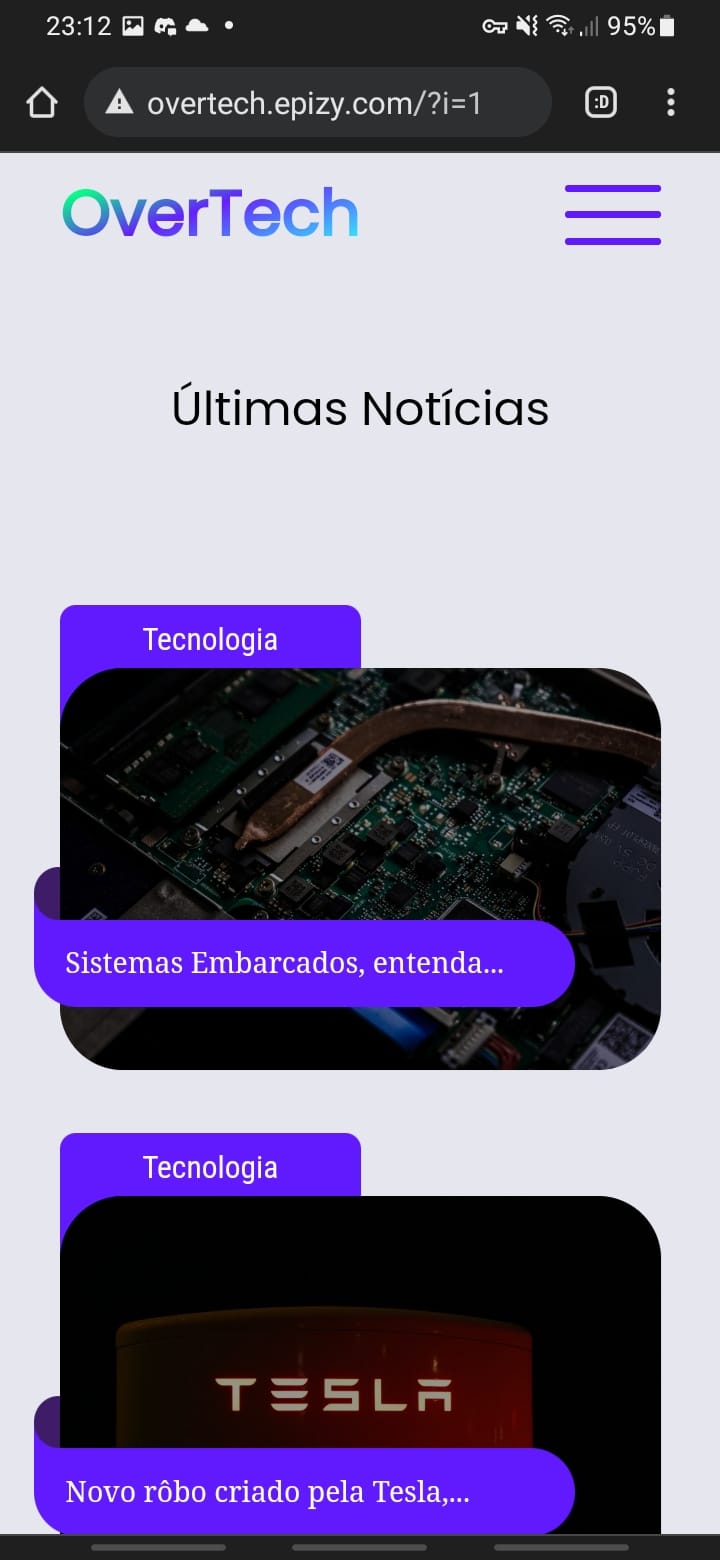 23:12
95%
overtech.epizy.com/?i=1
:D
OverTech
Últimas Notícias
Tecnologia
Sistemas Embarcados, entenda...
Tecnologia
TESLA
Novo rôbo criado pela Tesla,...